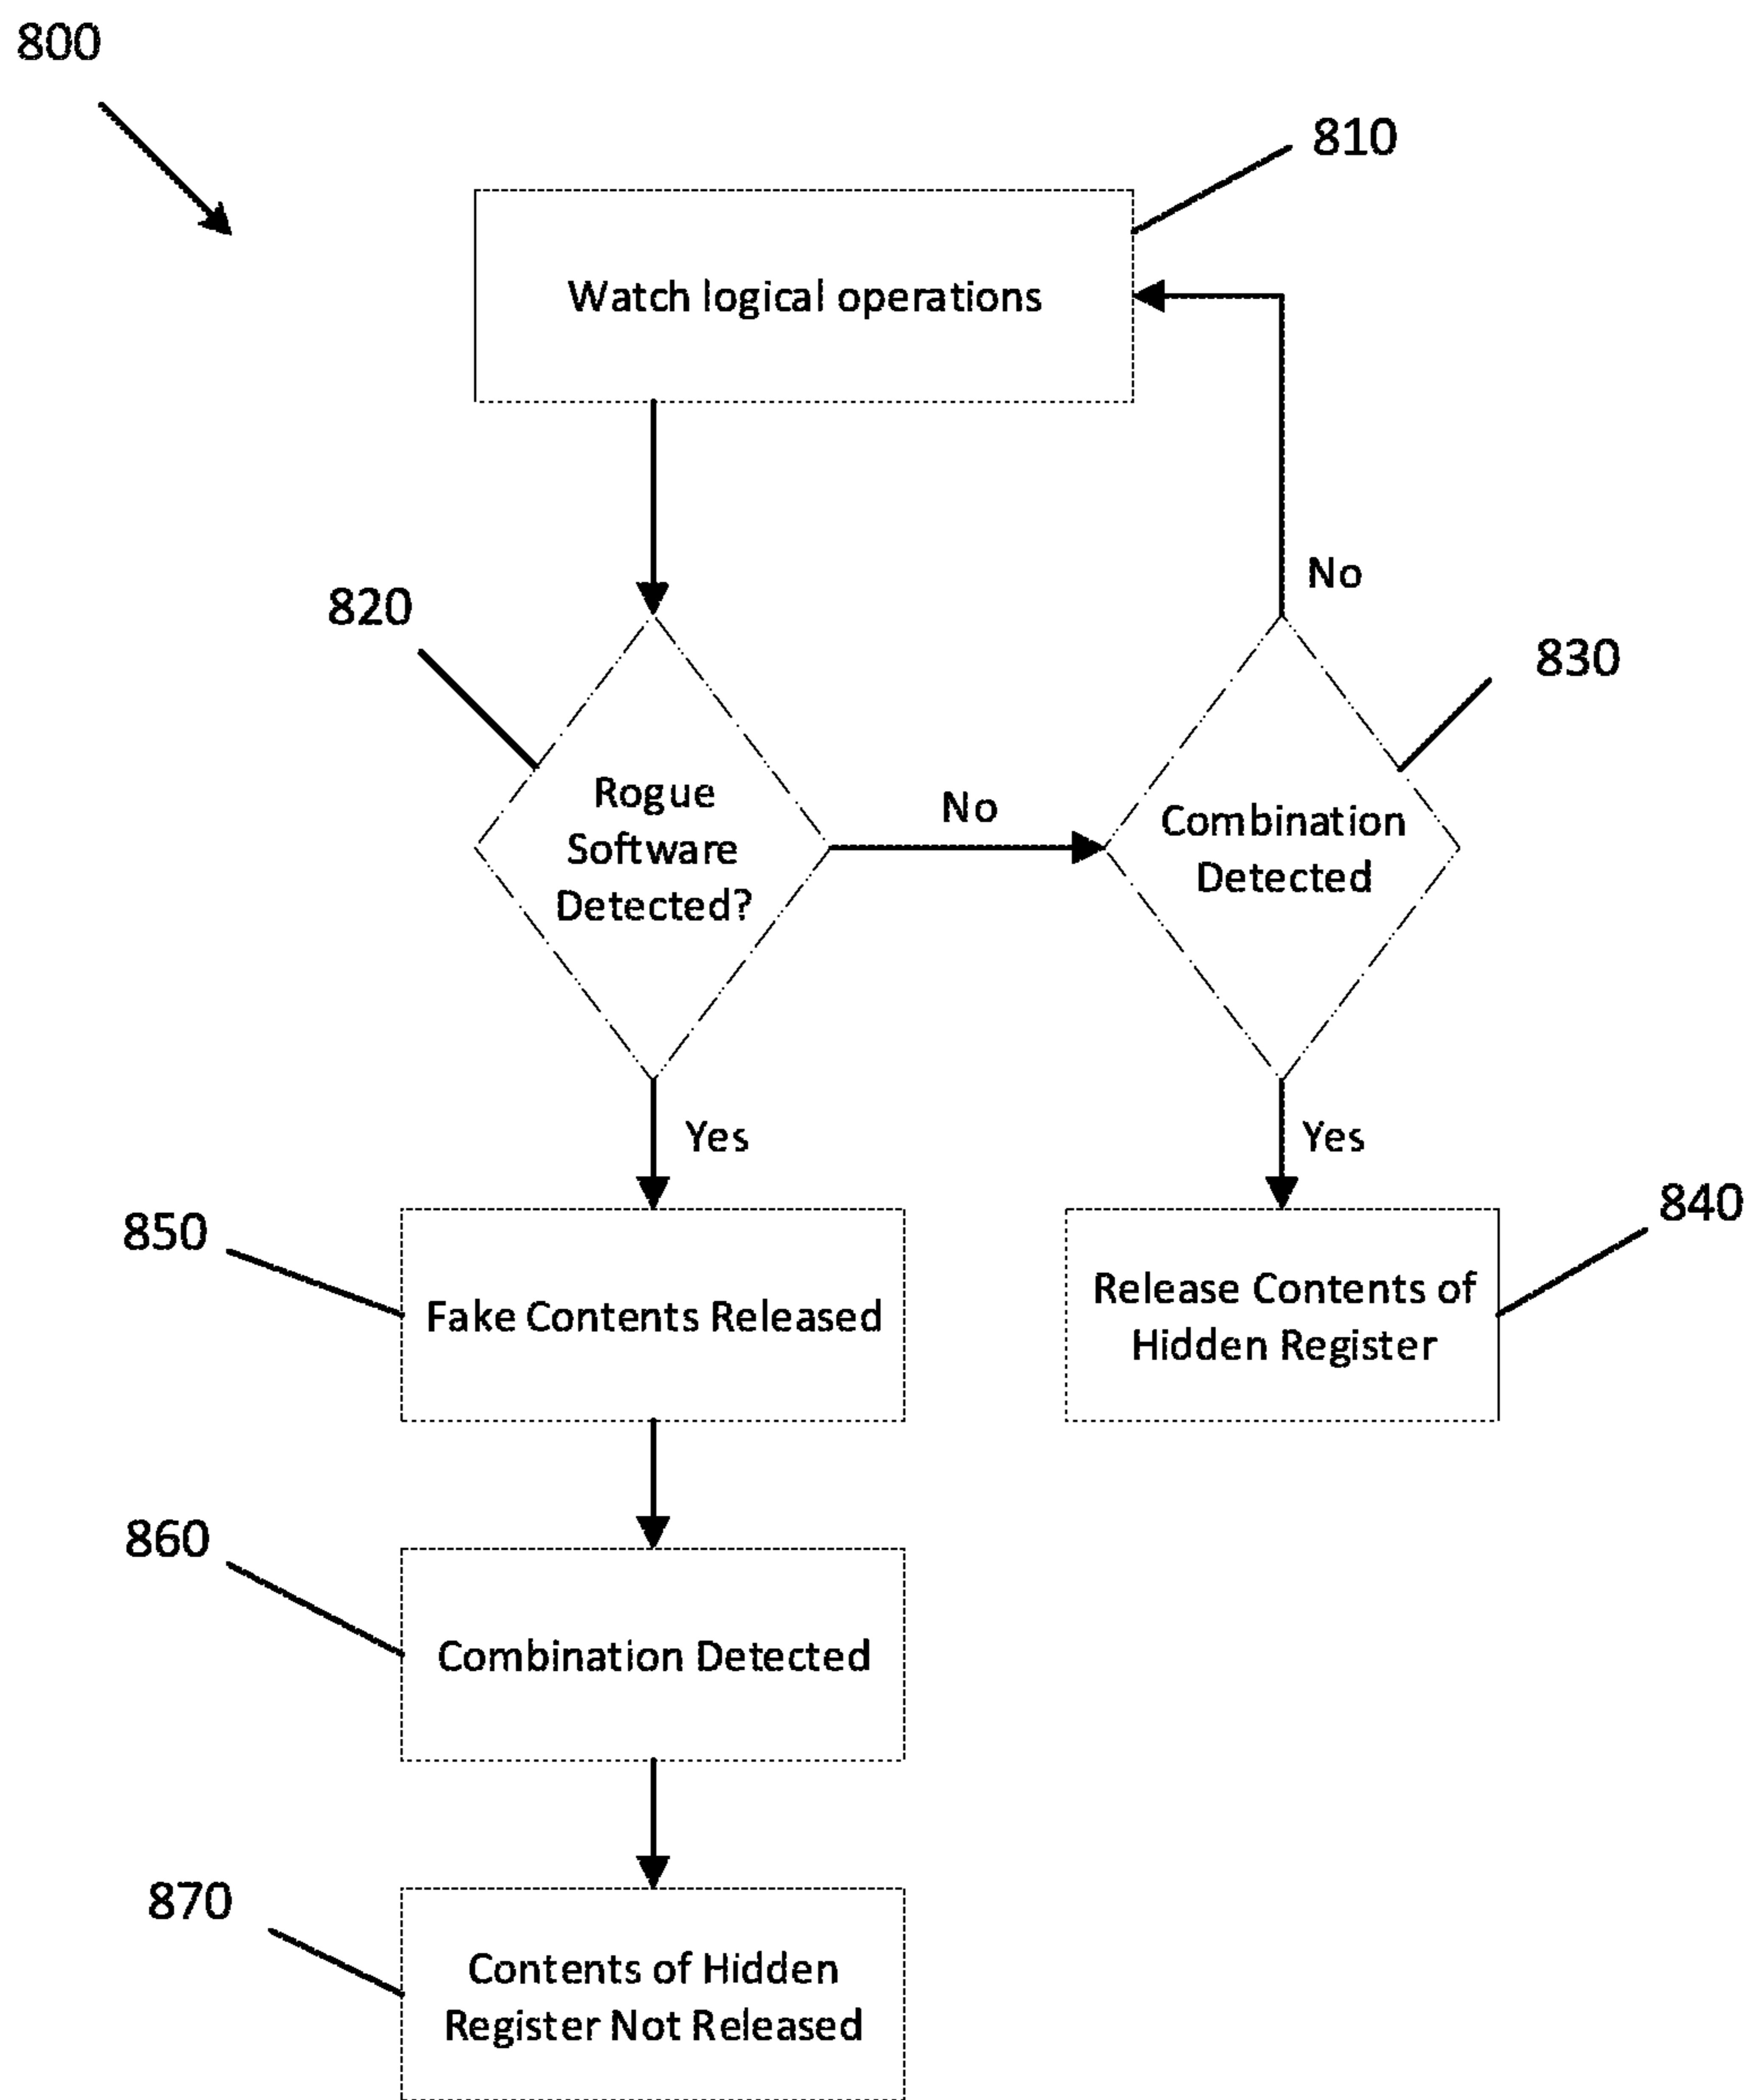 800
810
Watch logical operations
No
820
830
Rogue
Software
Detected?
No
Combination
Detected
Yes
Yes
850
840
Fake Contents Released
Release Contents of
Hidden Register
860
Combination Detected
870
Contents of Hidden
Register Not Released